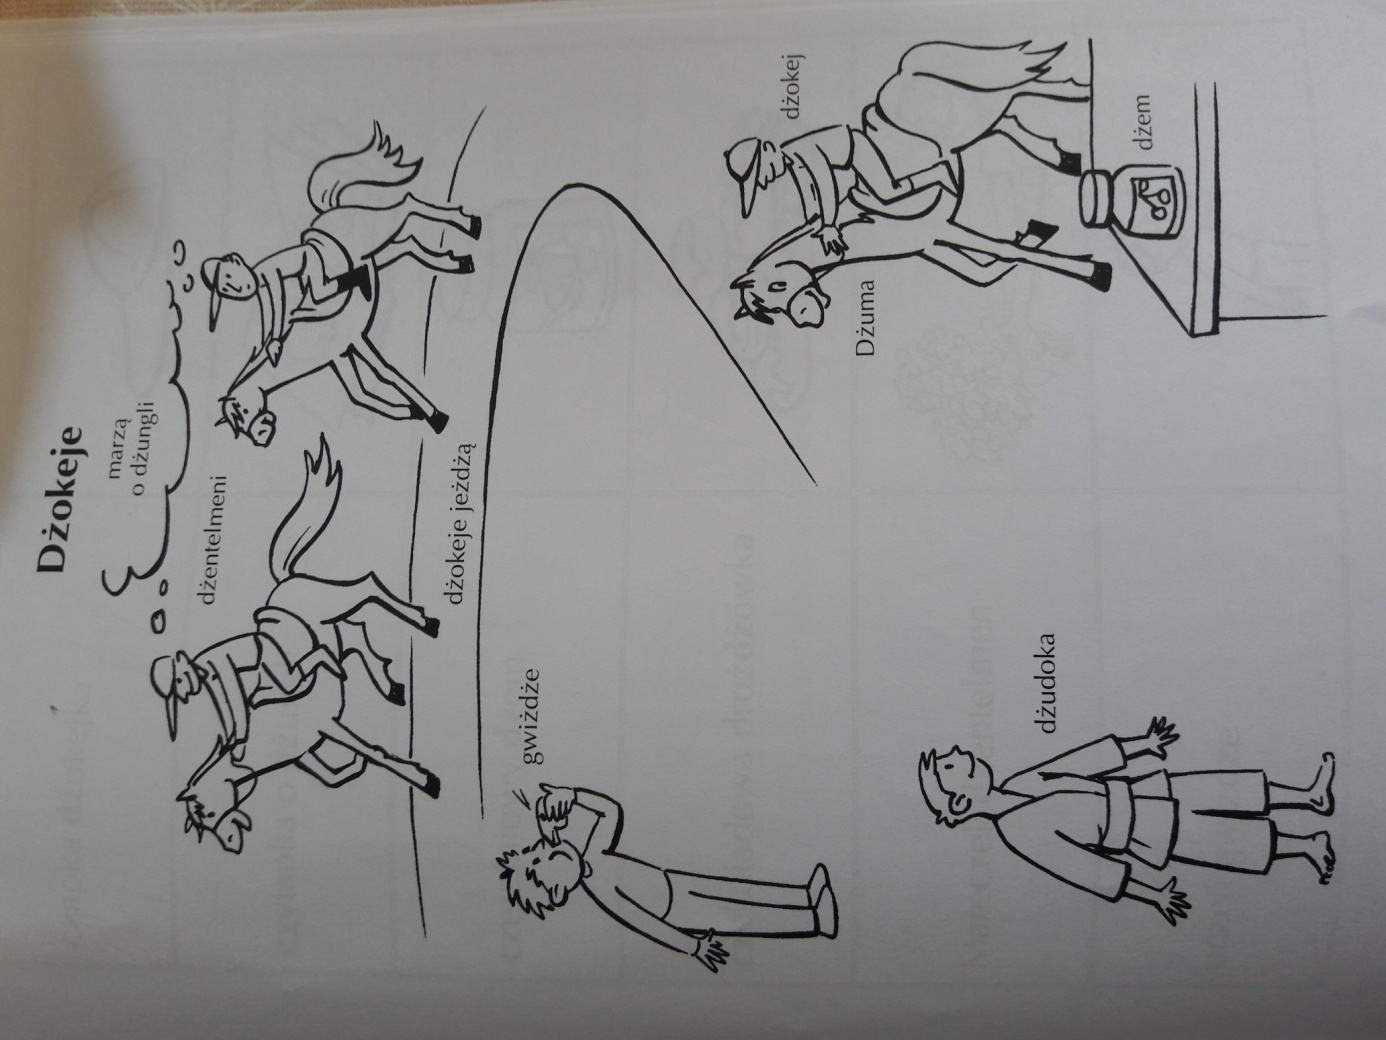 Dżokeje
marzą
o dżungli
dżentelmeni
dżokeje jeżdżą
gwiżdże
dżokej
Dżuma
dżem
dżudoka